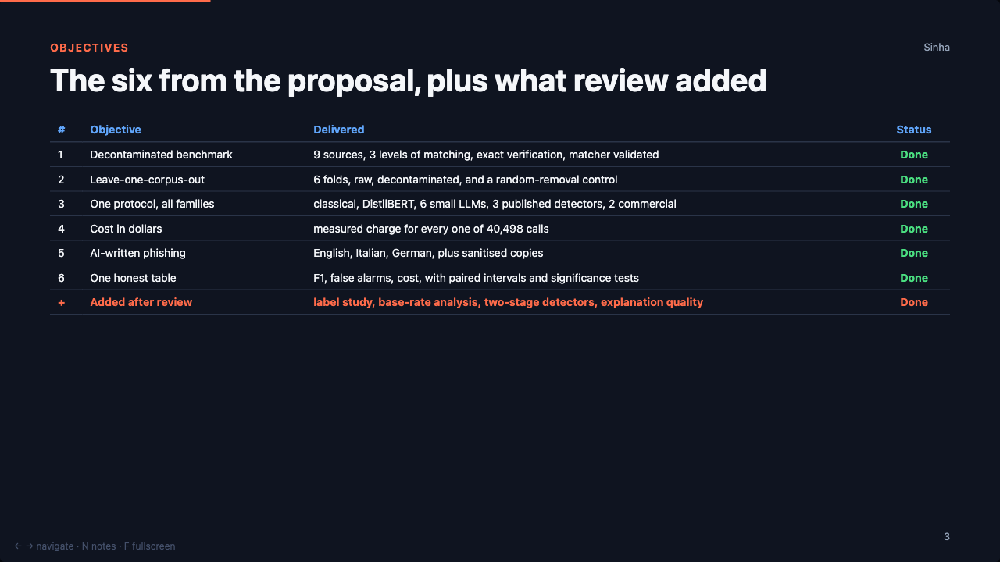 OBJECTIVES
Sinha
The six from the proposal, plus what review added
# Objective Delivered Status
1 Decontaminated benchmark 9 sources, 3 levels of matching, exact verification, matcher validated Done
2 Leave-one-corpus-out 6 folds, raw, decontaminated, and a random-removal control Done
3 One protocol, all families classical, DistilBERT, 6 small LLMs, 3 published detectors, 2 commercial Done
4 Cost in dollars measured charge for every one of 40,498 calls Done
5 AI-written phishing English, Italian, German, plus sanitised copies Done
6 One honest table F1, false alarms, cost, with paired intervals and significance tests Done
+ Added after review label study, base-rate analysis, two-stage detectors, explanation quality Done
← → navigate · N notes · F fullscreen
3